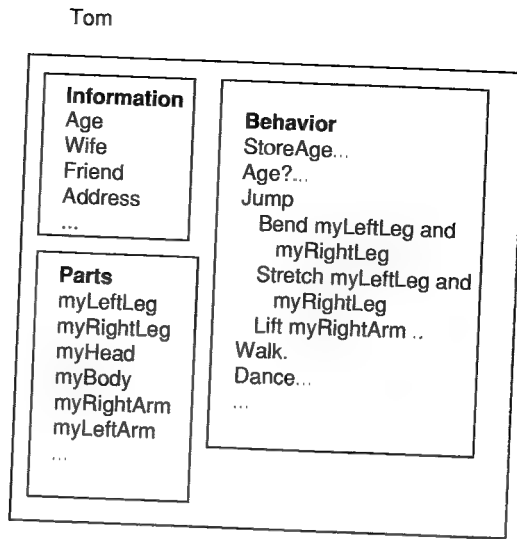 Tom
Information
Age
Wife
Friend
Address
...
Parts
myLeftLeg
myRightLeg
myHead
myBody
myRightArm
myLeftArm
...
Behavior
StoreAge...
Age?...
Jump
Bend myLeftLeg and
myRightLeg
Stretch myLeftLeg and
myRightLeg
Lift myRightArm ..
Walk.
Dance...
...